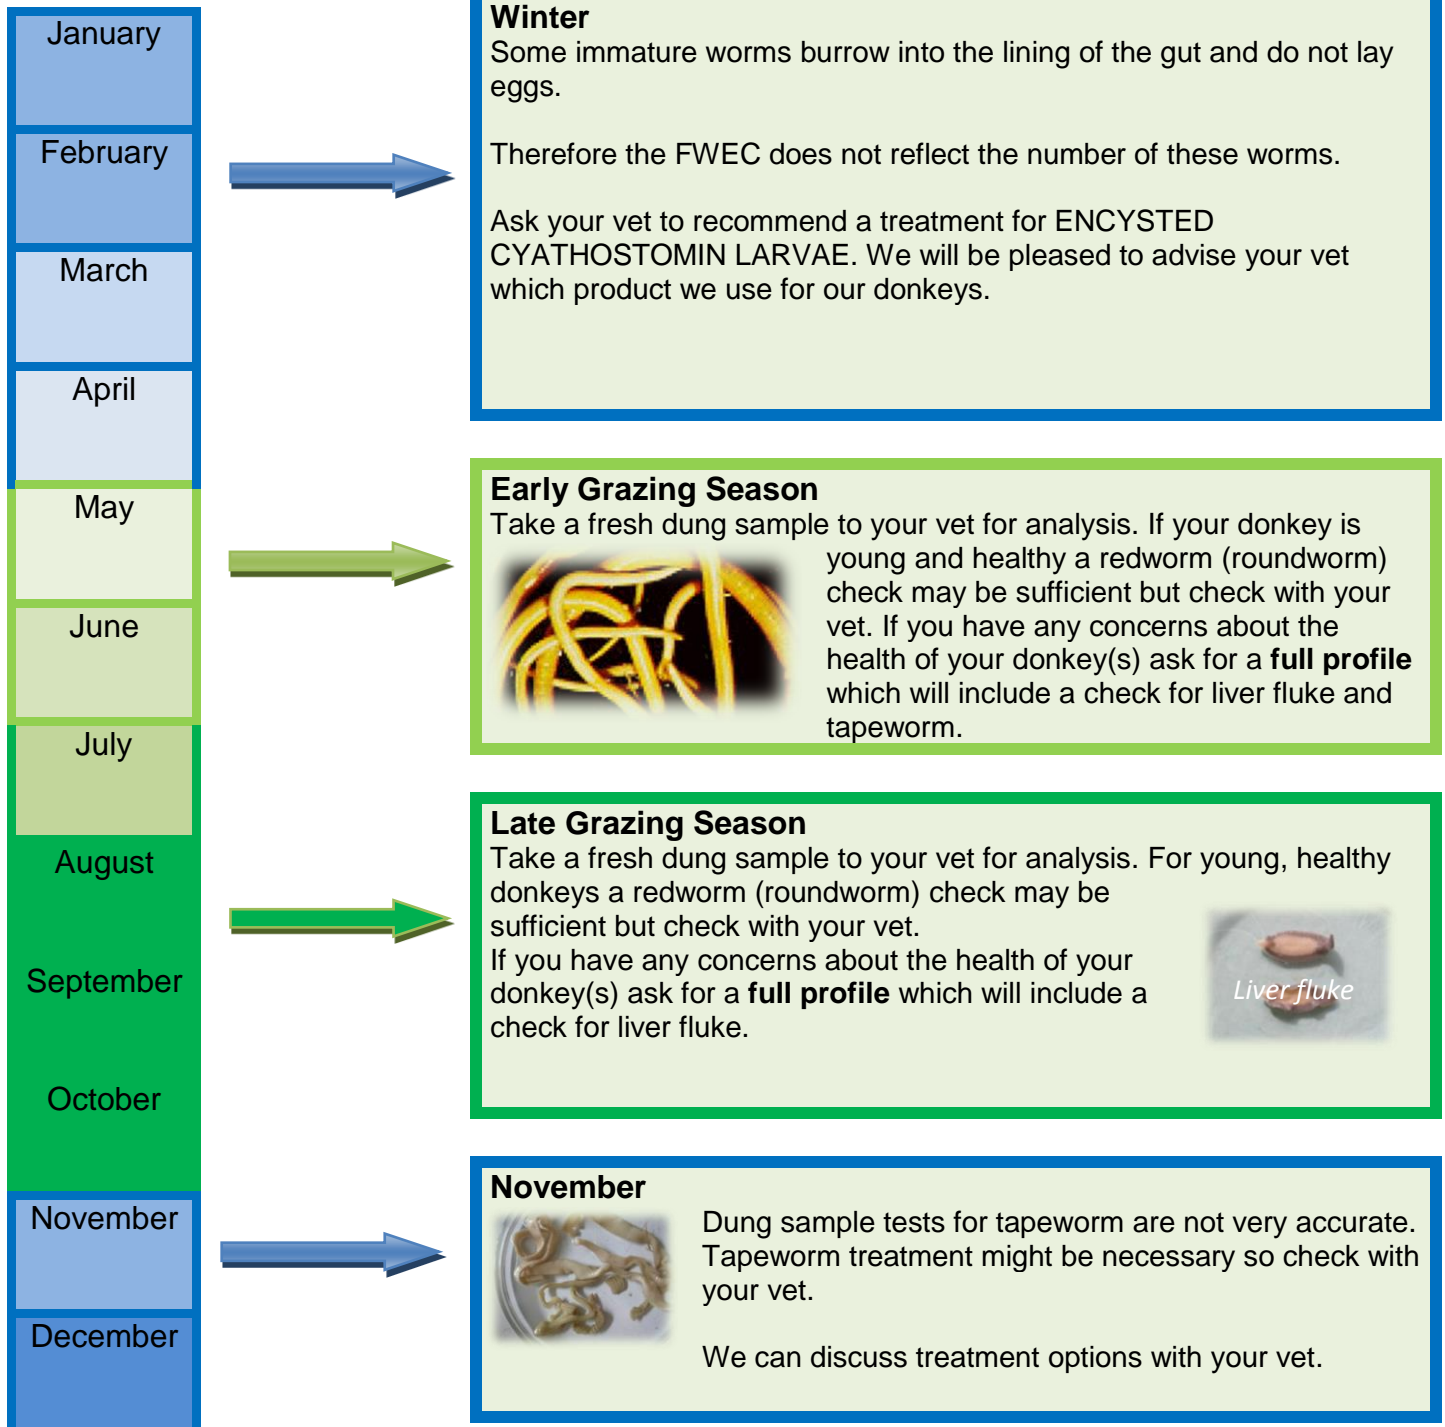 January
February
March
April
May
June
July
August
September
October
November
December
Winter
Some immature worms burrow into the lining of the gut and do not lay
eggs.
Therefore the FWEC does not reflect the number of these worms.
Ask your vet to recommend a treatment for ENCYSTED
CYATHOSTOMIN LARVAE. We will be pleased to advise your vet
which product we use for our donkeys.
Early Grazing Season
Take a fresh dung sample to your vet for analysis. If your donkey is
young and healthy a redworm (roundworm)
check may be sufficient but check with your
vet. If you have any concerns about the
health of your donkey(s) ask for a full profile
which will include a check for liver fluke and
tapeworm.
Late Grazing Season
Take a fresh dung sample to your vet for analysis. For young, healthy
donkeys a redworm (roundworm) check may be
sufficient but check with your vet.
If you have any concerns about the health of your
donkey(s) ask for a full profile which will include a
check for liver fluke.
Liver fluke
November
Dung sample tests for tapeworm are not very accurate.
Tapeworm treatment might be necessary so check with
your vet.
We can discuss treatment options with your vet.